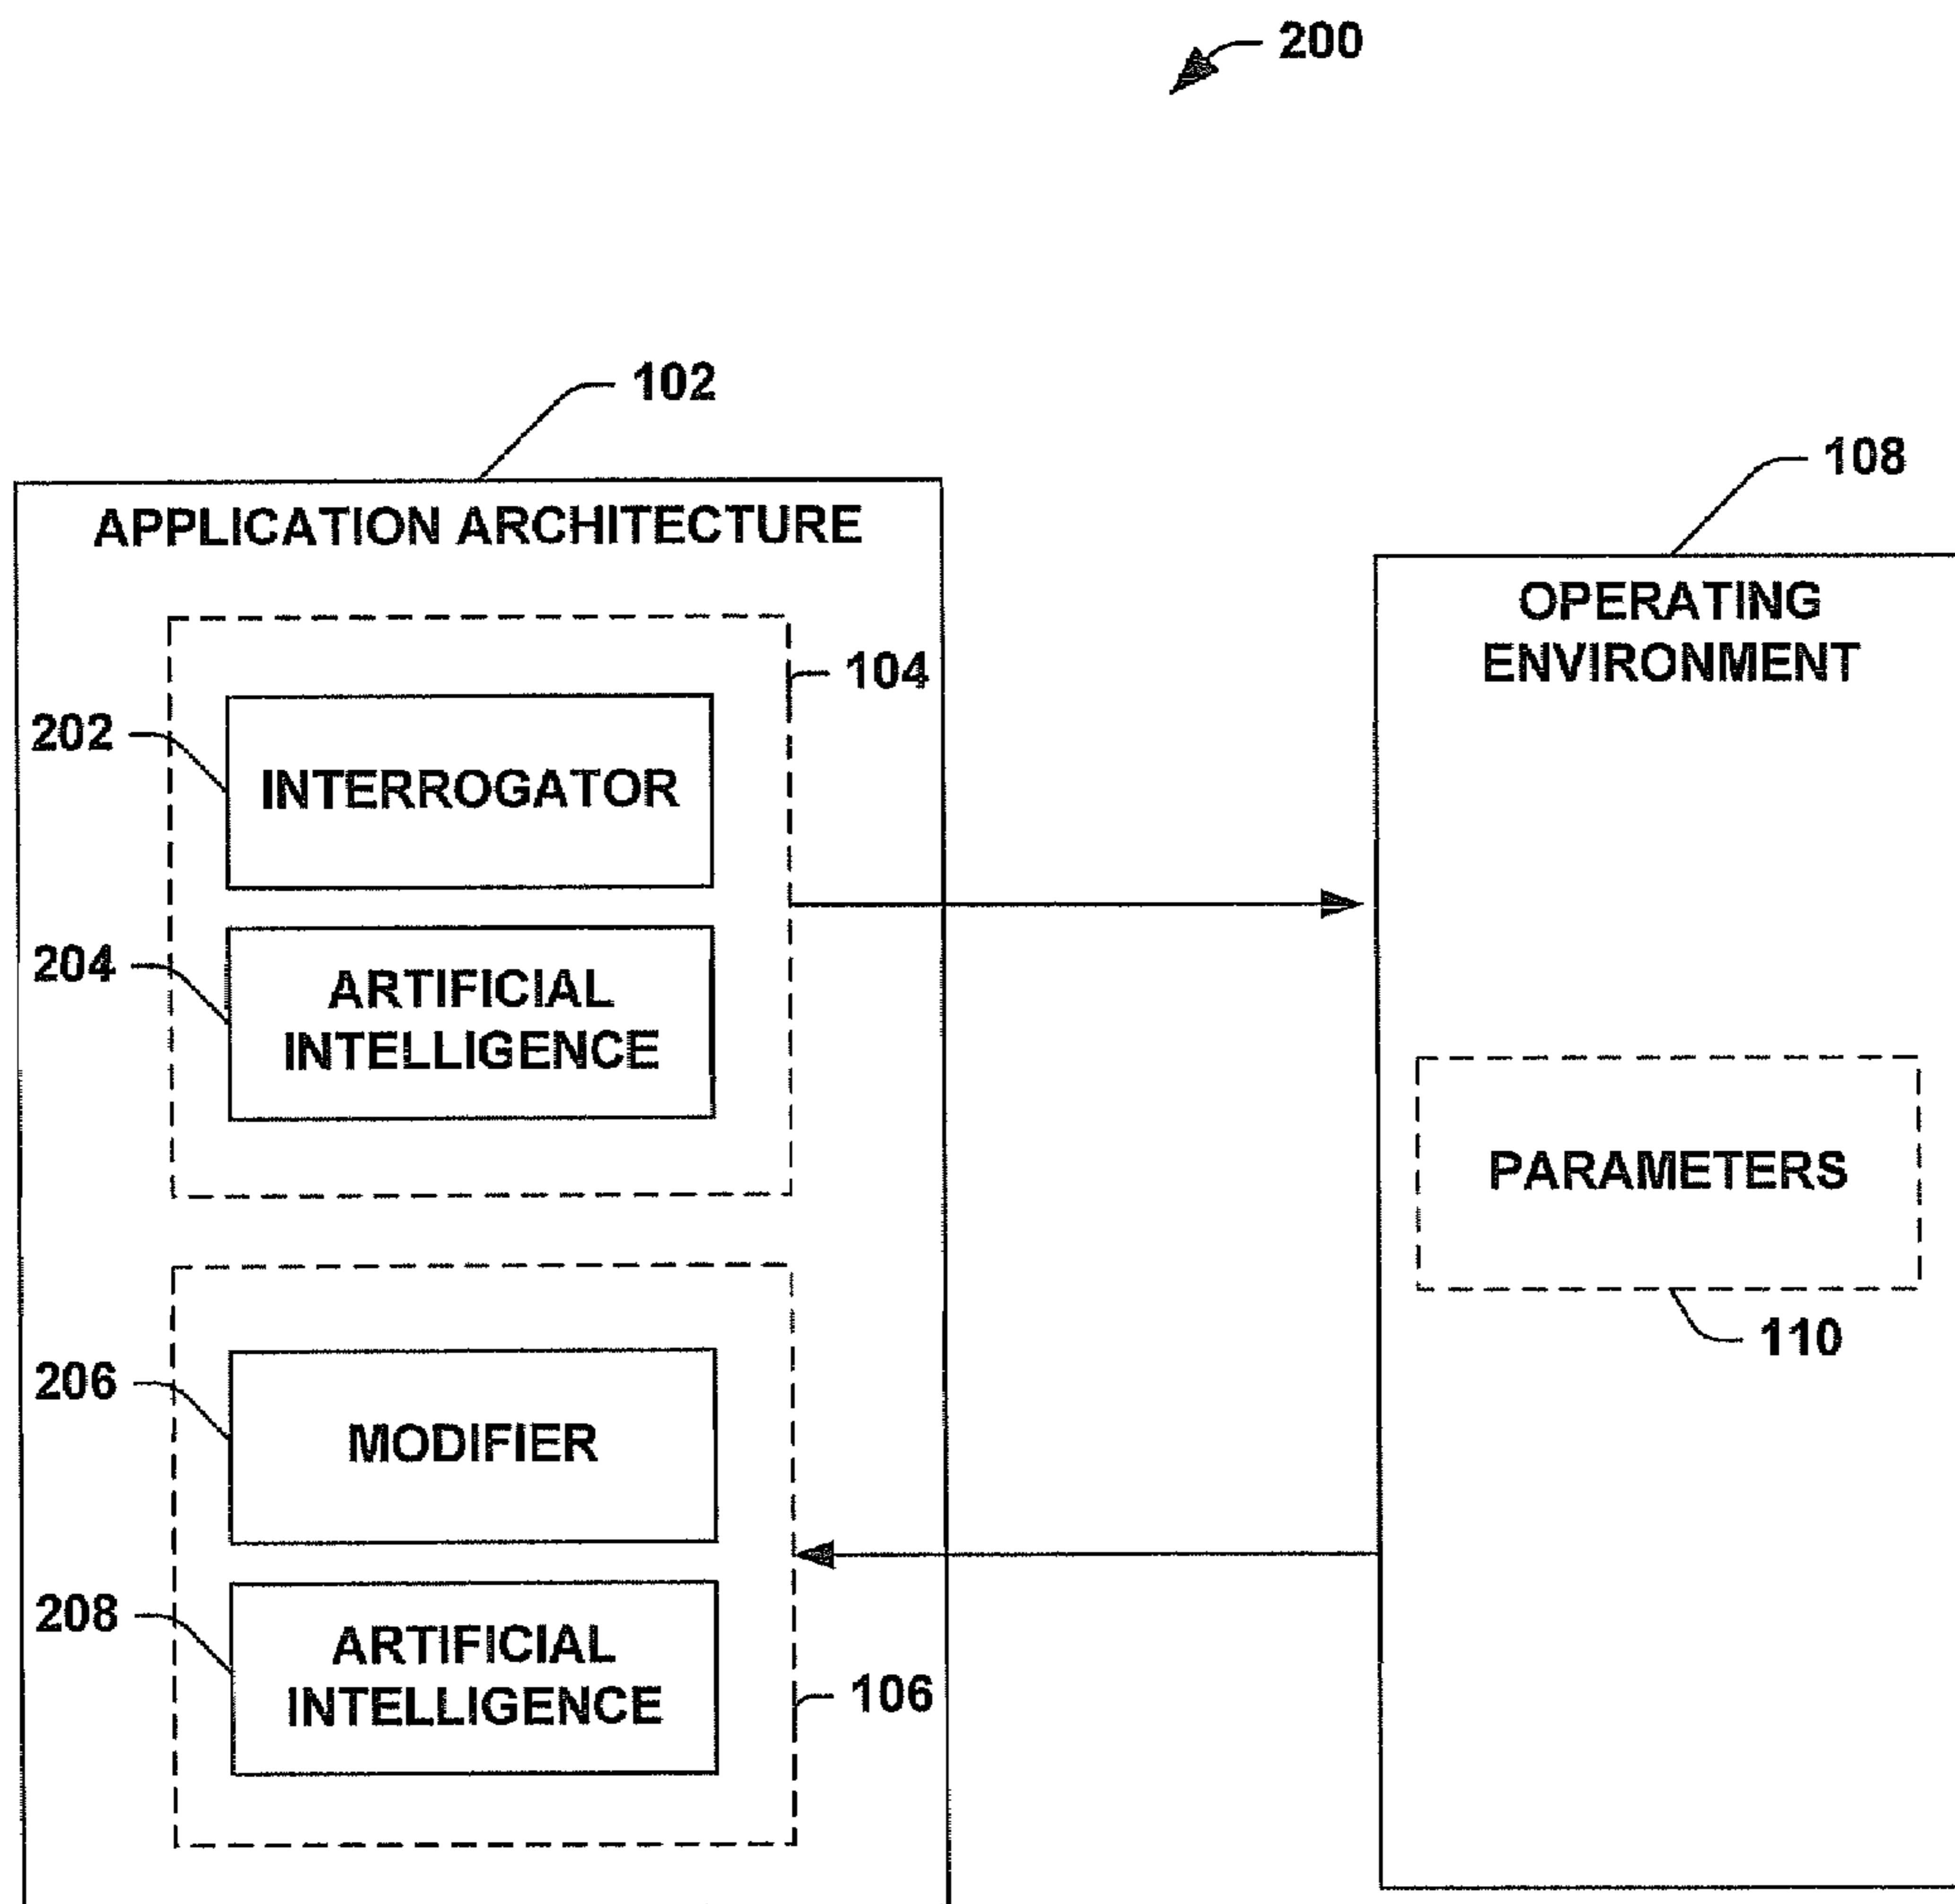 200
102
108
APPLICATION ARCHITECTURE
OPERATING
ENVIRONMENT
104
202
INTERROGATOR
204
ARTIFICIAL
INTELLIGENCE
PARAMETERS
110
206
MODIFIER
208
ARTIFICIAL
INTELLIGENCE
106